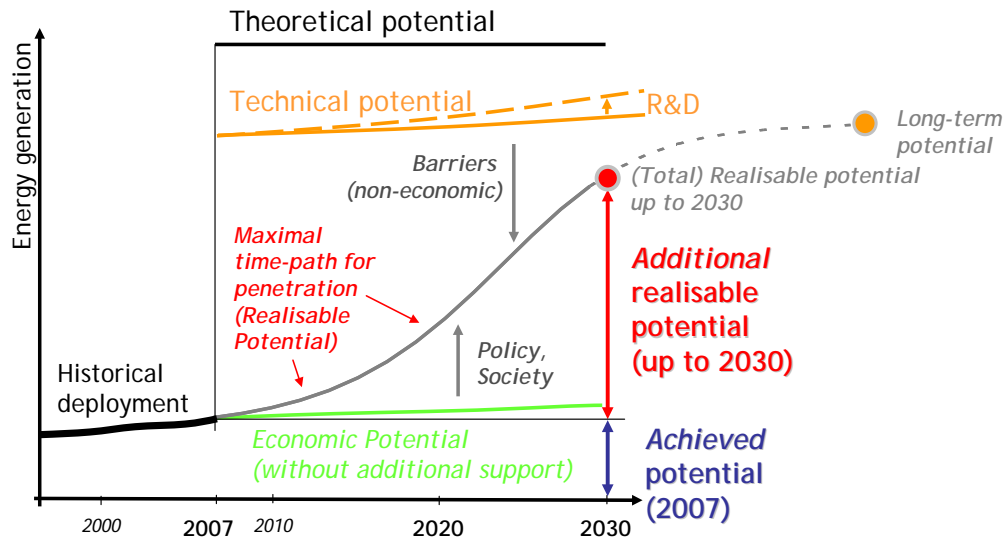 Theoretical potential
Energy generation
Technical potential
R&D
Long-term
potential
Barriers
(non-economic)
(Total) Realisable potential
up to 2030
Maximal
time-path for
penetration
(Realisable
Potential)
Additional
realisable
potential
(up to 2030)
Policy,
Society
Historical
deployment
Economic Potential
(without additional support)
Achieved
potential
(2007)
2000
2007
2010
2020
2030